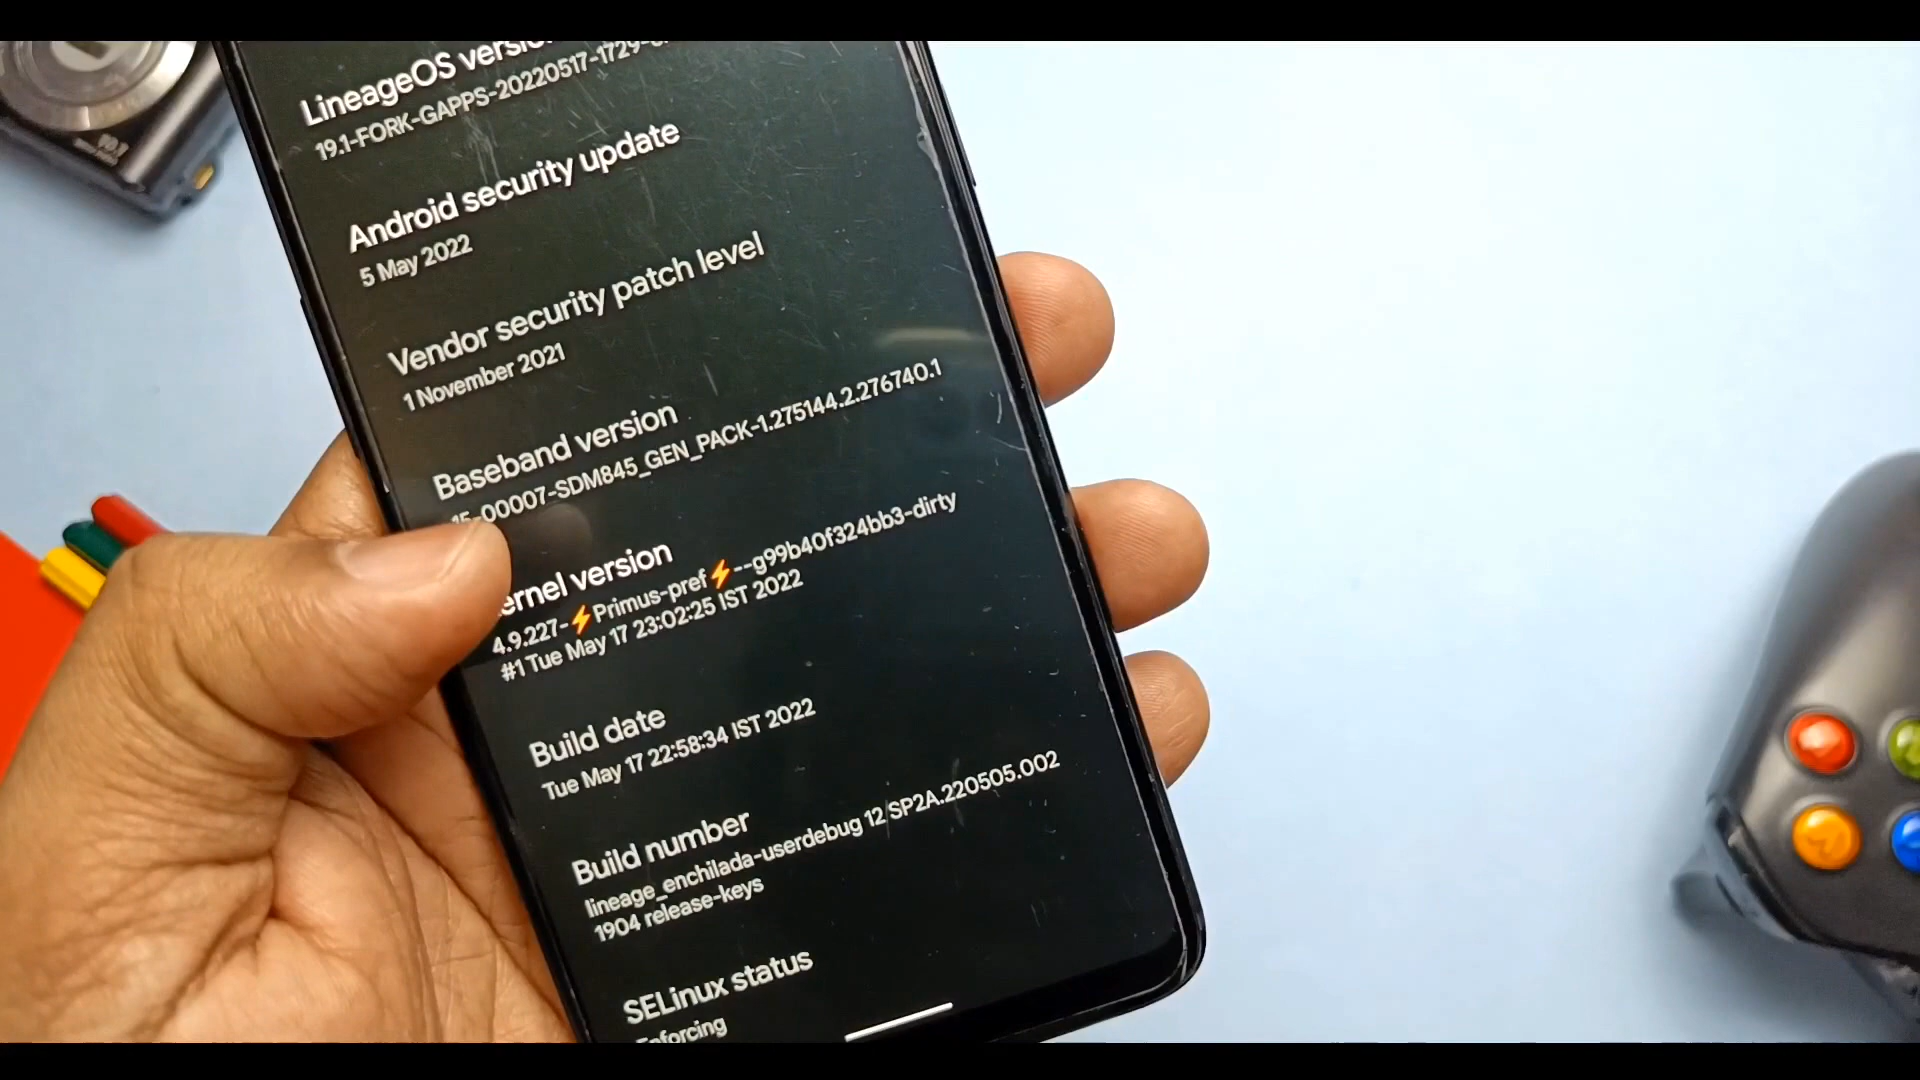 LineageOS
19.1-FORK-GAPPS-20220517-1729-
Android security update
5 May 2022
Vendor security patch level
1 November 2021
Baseband version
-00007-SDM845_GEN_PACK-1.275144.2.276740.1
ernel version
4.9.227-⚡Primus-pref⚡--g99b40f324bb3-dirty
#1 Tue May 17 23:02:25 IST 2022
Build date
Tue May 17 22:58:34 IST 2022
Build number
lineage_enchilada-userdebug 12 SP2A.220505.002
1904 release-keys
SELinux status
Enforcing